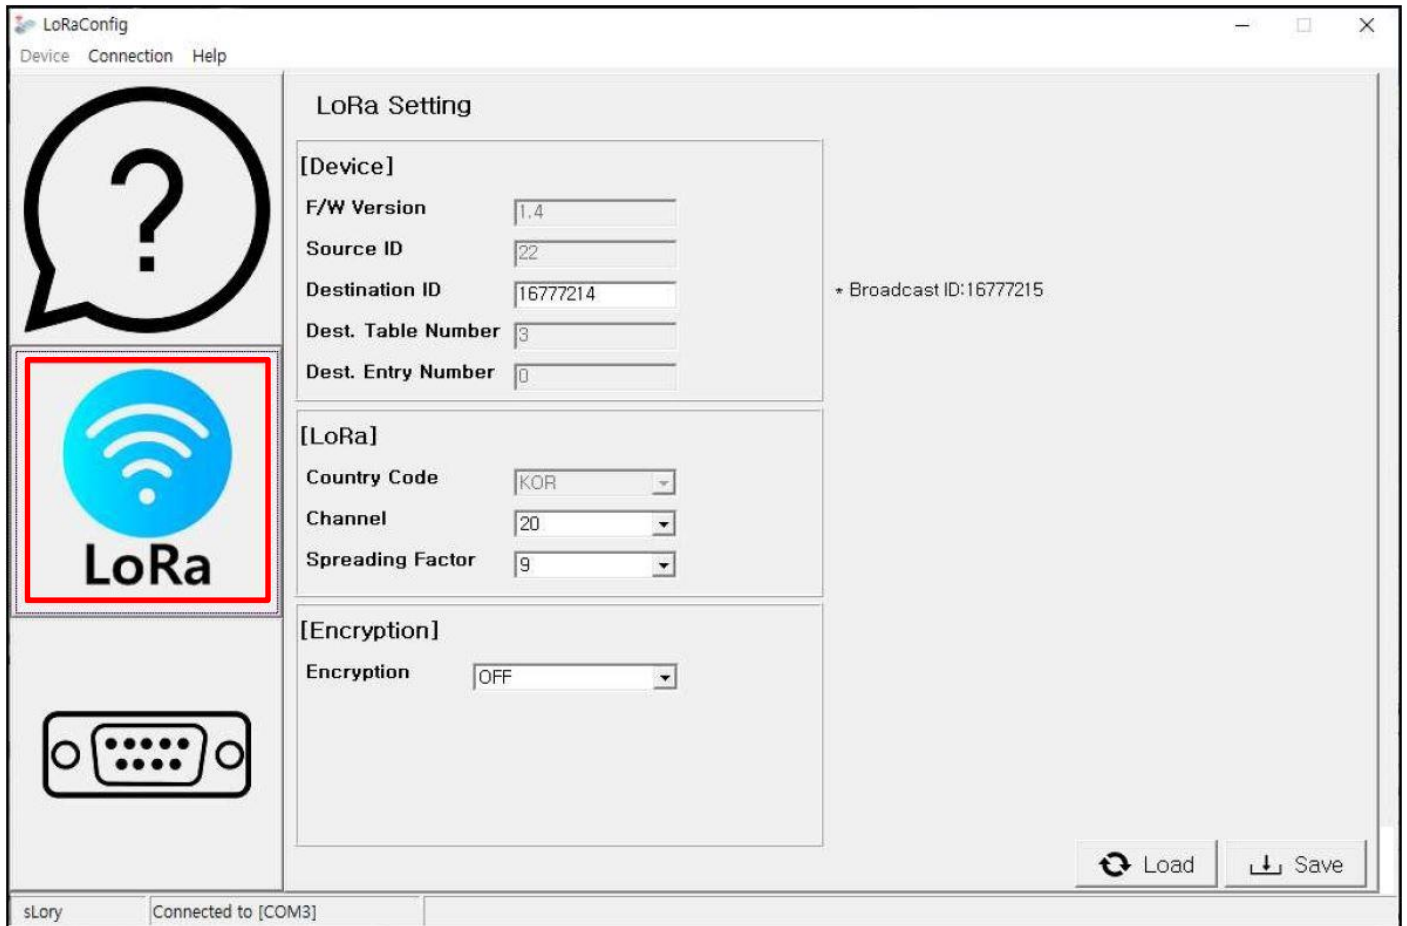 LoRaConfig
Device Connection Help
?
LoRa Setting
[Device]
F/W Version 1.4
Source ID 22
Destination ID 16777214 * Broadcast ID:16777215
Dest. Table Number 3
Dest. Entry Number 0
[LoRa]
Country Code KOR
Channel 20
Spreading Factor 9
LoRa
[Encryption]
Encryption OFF
Load Save
sLory Connected to [COM3]